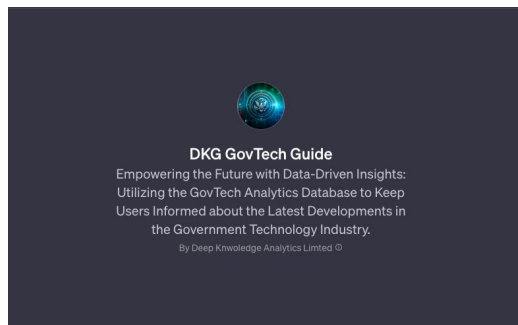 DKG GovTech Guide
Empowering the Future with Data-Driven Insights:
Utilizing the GovTech Analytics Database to Keep
Users Informed about the Latest Developments in
the Government Technology Industry.
By Deep Knwoledge Analytics Limted